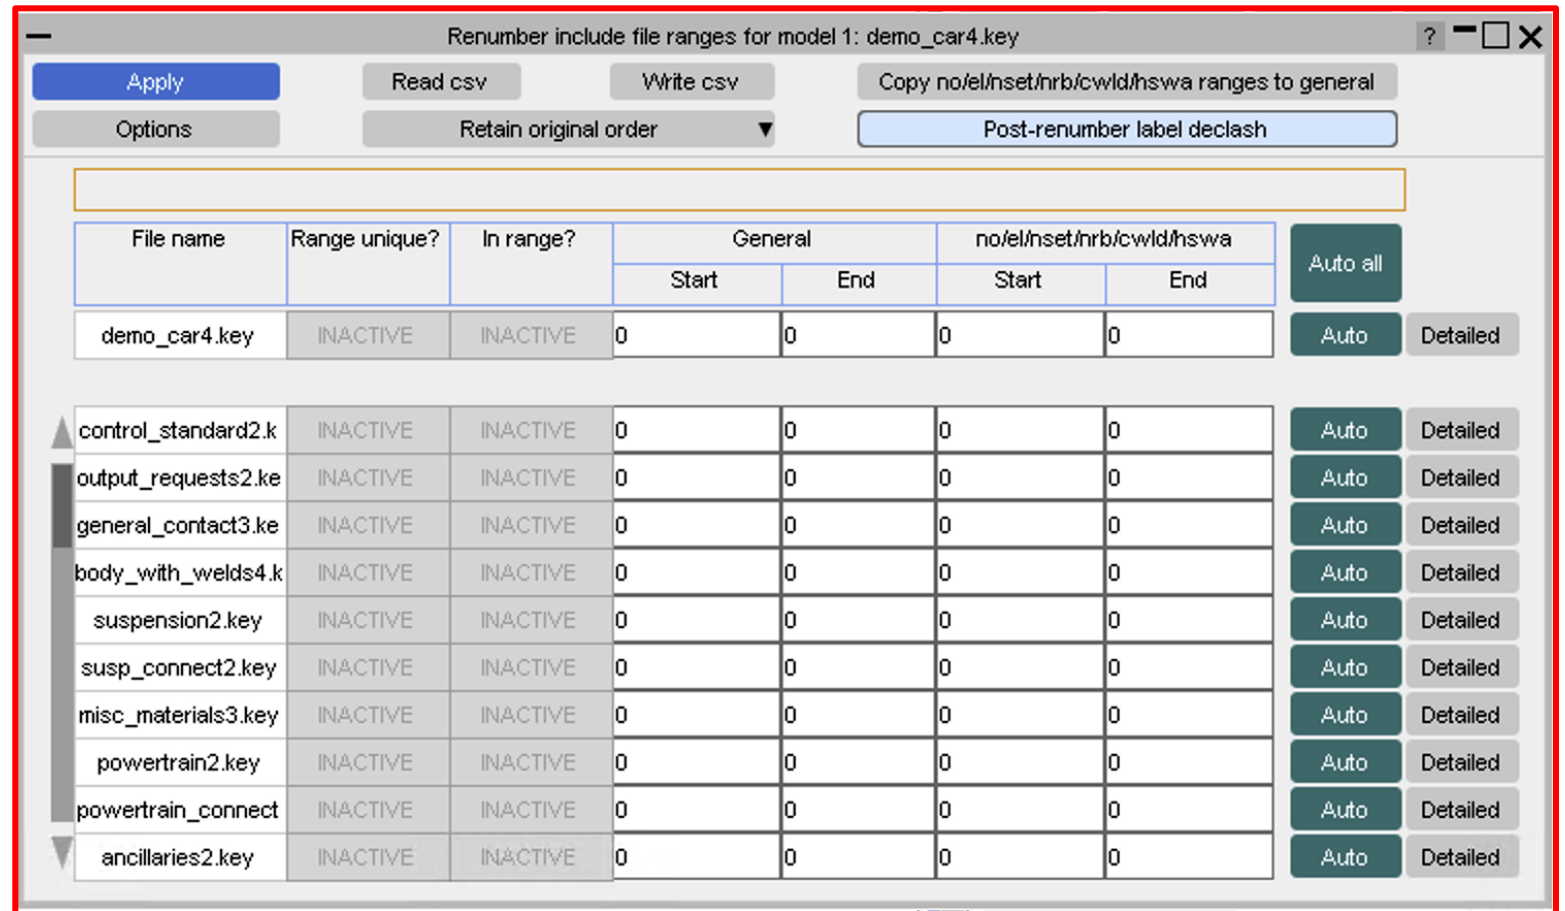 Renumber include file ranges for model 1: demo_car4.key ?
Apply Read csv Write csv Copy no/el/nset/nrb/cwld/hswa ranges to general
Options Retain original order Post-renumber label declash
File name Range unique? In range? General no/el/nset/nrb/cwld/hswa Auto all
Start End Start End
demo_car4.key INACTIVE INACTIVE 0 0 0 0 Auto Detailed
control_standard2.k INACTIVE INACTIVE 0 0 0 0 Auto Detailed
output_requests2.ke INACTIVE INACTIVE 0 0 0 0 Auto Detailed
general_contact3.ke INACTIVE INACTIVE 0 0 0 0 Auto Detailed
body_with_welds4.k INACTIVE INACTIVE 0 0 0 0 Auto Detailed
suspension2.key INACTIVE INACTIVE 0 0 0 0 Auto Detailed
susp_connect2.key INACTIVE INACTIVE 0 0 0 0 Auto Detailed
misc_materials3.key INACTIVE INACTIVE 0 0 0 0 Auto Detailed
powertrain2.key INACTIVE INACTIVE 0 0 0 0 Auto Detailed
powertrain_connect INACTIVE INACTIVE 0 0 0 0 Auto Detailed
ancillaries2.key INACTIVE INACTIVE 0 0 0 0 Auto Detailed